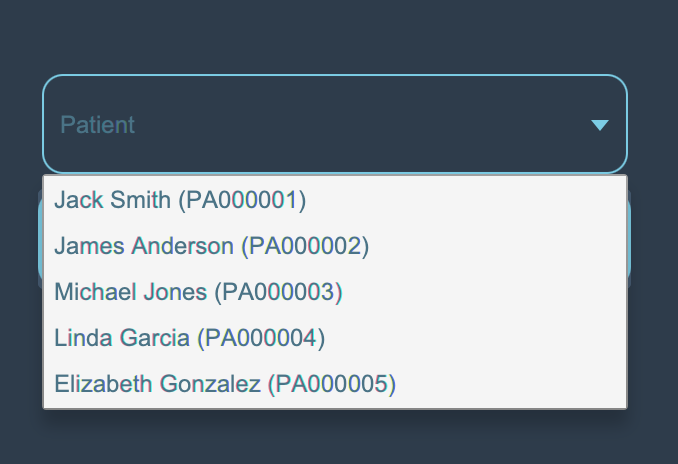 Patient
Jack Smith (PA000001)
James Anderson (PA000002)
Michael Jones (PA000003)
Linda Garcia (PA000004)
Elizabeth Gonzalez (PA000005)